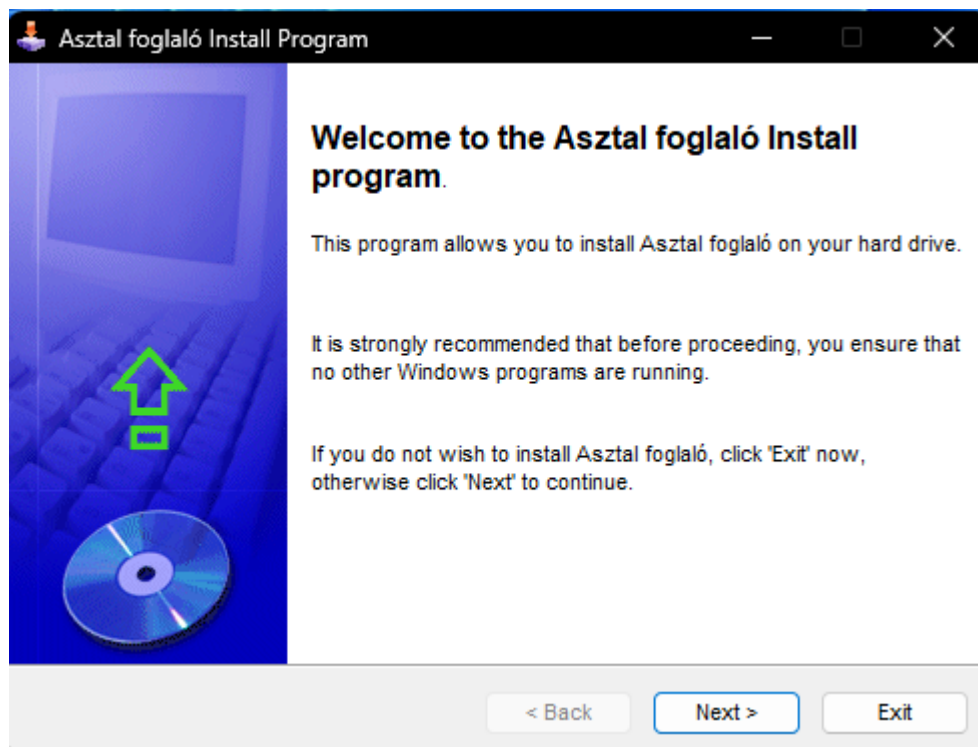 Asztal foglaló Install Program
Welcome to the Asztal foglaló Install
program.
This program allows you to install Asztal foglaló on your hard drive.
It is strongly recommended that before proceeding, you ensure that
no other Windows programs are running.
If you do not wish to install Asztal foglaló, click 'Exit' now,
otherwise click 'Next' to continue.
< Back Next > Exit